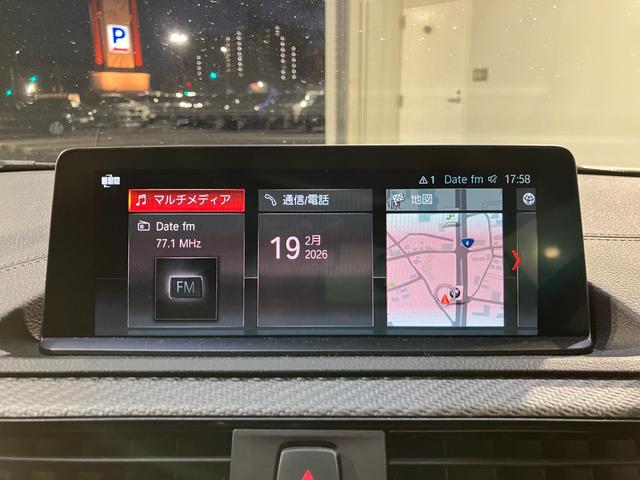 P
1 Date fm 17:58
マルチメディア
通信/電話
地図
Date fm
77.1 MHz
FM
19 2月
2026
4